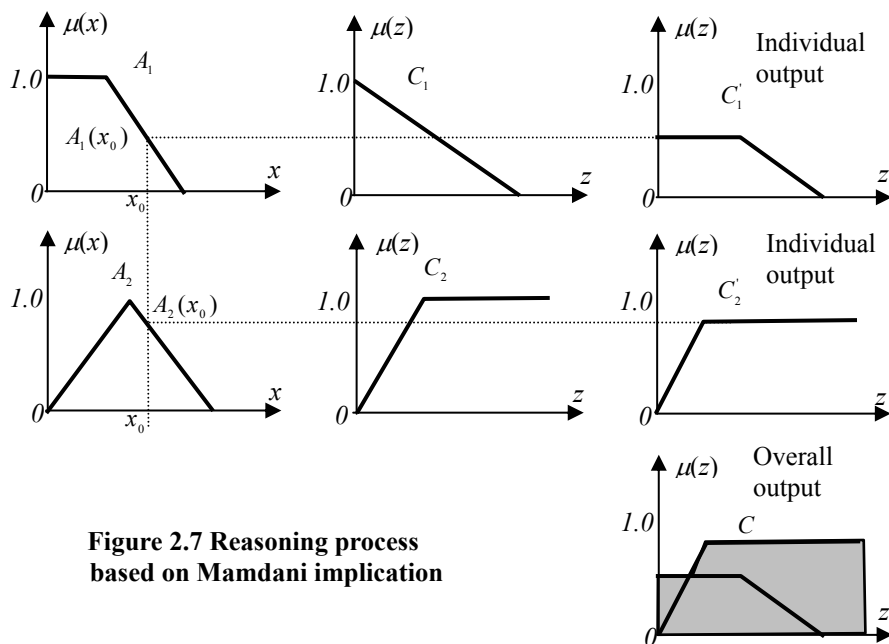 μ(x)
A₁
1.0
A₁(x₀)
x
0
x₀
μ(z)
C₁
1.0
z
0
μ(z)
Individual
output
1.0
C₁'
z
0
μ(x)
A₂
1.0
A₂(x₀)
x
0
x₀
μ(z)
C₂
1.0
z
0
μ(z)
Individual
output
1.0
C₂'
z
0
μ(z)
Overall
output
1.0
C
z
0
Figure 2.7 Reasoning process
based on Mamdani implication